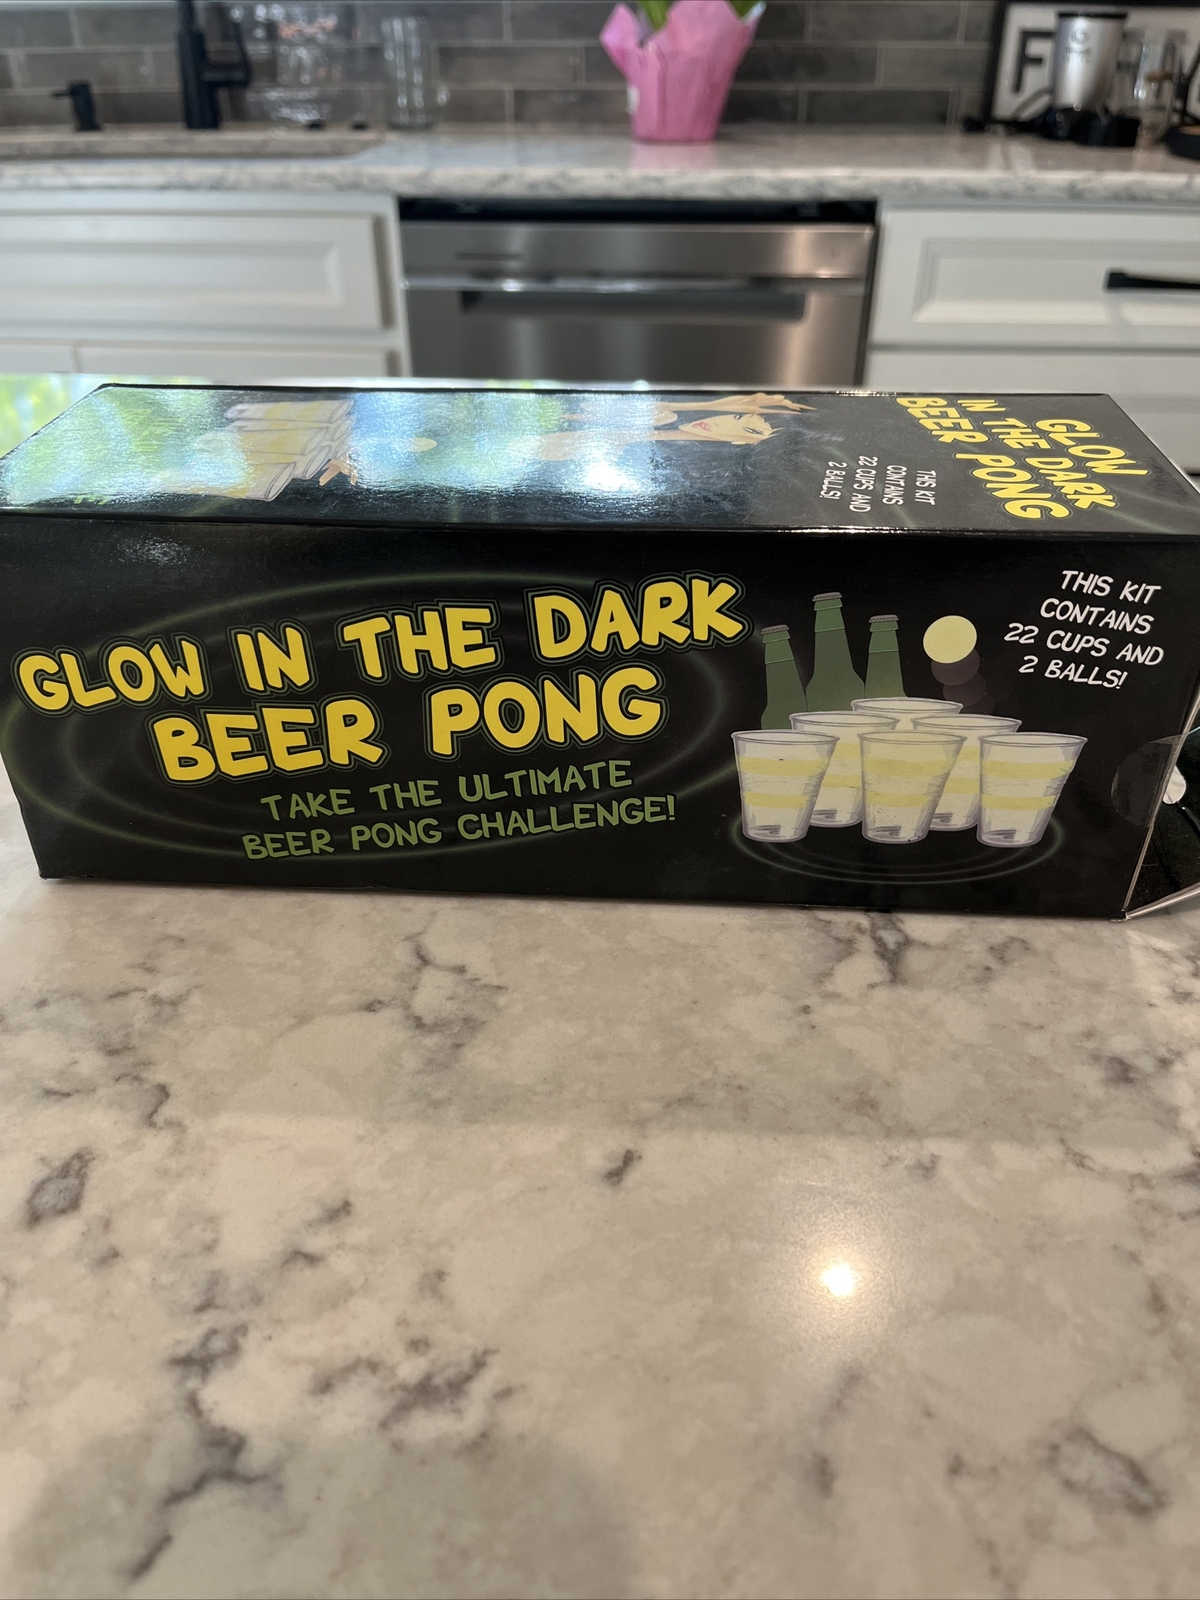 GLOW
IN THE DARK
BEER PONG
THIS KIT
CONTAINS
22 CUPS AND
2 BALLS!
GLOW IN THE DARK
BEER PONG
TAKE THE ULTIMATE
BEER PONG CHALLENGE!
THIS KIT
CONTAINS
22 CUPS AND
2 BALLS!